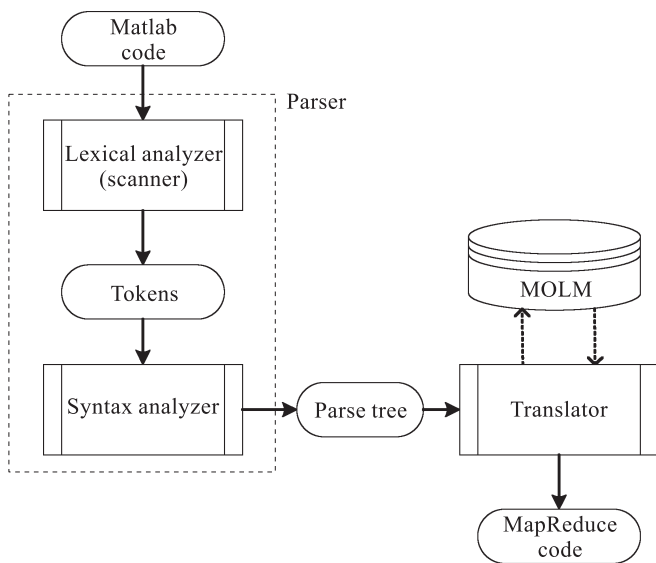 Matlab
code
Parser
Lexical analyzer
(scanner)
Tokens
MOLM
Syntax analyzer
Parse tree
Translator
MapReduce
code